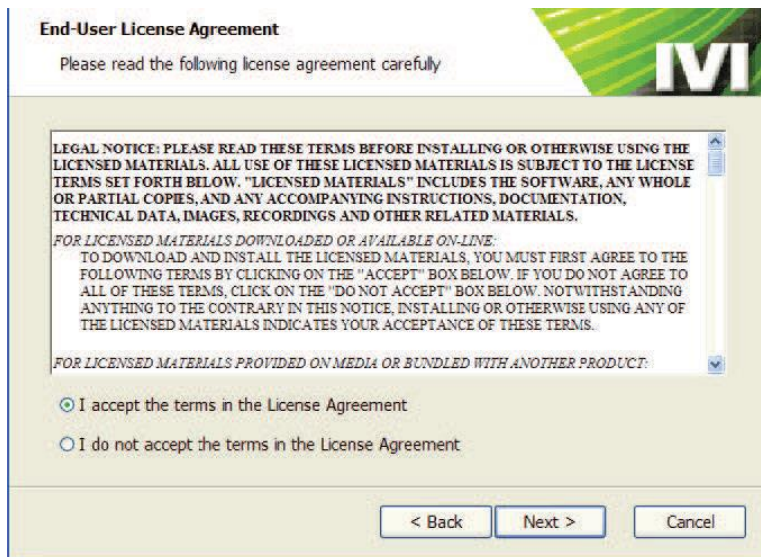 End-User License Agreement
Please read the following license agreement carefully
IVI
LEGAL NOTICE: PLEASE READ THESE TERMS BEFORE INSTALLING OR OTHERWISE USING THE
LICENSED MATERIALS. ALL USE OF THESE LICENSED MATERIALS IS SUBJECT TO THE LICENSE
TERMS SET FORTH BELOW. "LICENSED MATERIALS" INCLUDES THE SOFTWARE, ANY WHOLE
OR PARTIAL COPIES, AND ANY ACCOMPANYING INSTRUCTIONS, DOCUMENTATION,
TECHNICAL DATA, IMAGES, RECORDINGS AND OTHER RELATED MATERIALS.
FOR LICENSED MATERIALS DOWNLOADED OR AVAILABLE ON-LINE:
TO DOWNLOAD AND INSTALL THE LICENSED MATERIALS, YOU MUST FIRST AGREE TO THE
FOLLOWING TERMS BY CLICKING ON THE "ACCEPT" BOX BELOW. IF YOU DO NOT AGREE TO
ALL OF THESE TERMS, CLICK ON THE "DO NOT ACCEPT" BOX BELOW. NOTWITHSTANDING
ANYTHING TO THE CONTRARY IN THIS NOTICE, INSTALLING OR OTHERWISE USING ANY OF
THE LICENSED MATERIALS INDICATES YOUR ACCEPTANCE OF THESE TERMS.
FOR LICENSED MATERIALS PROVIDED ON MEDIA OR BUNDLED WITH ANOTHER PRODUCT:
I accept the terms in the License Agreement
I do not accept the terms in the License Agreement
< Back Next > Cancel